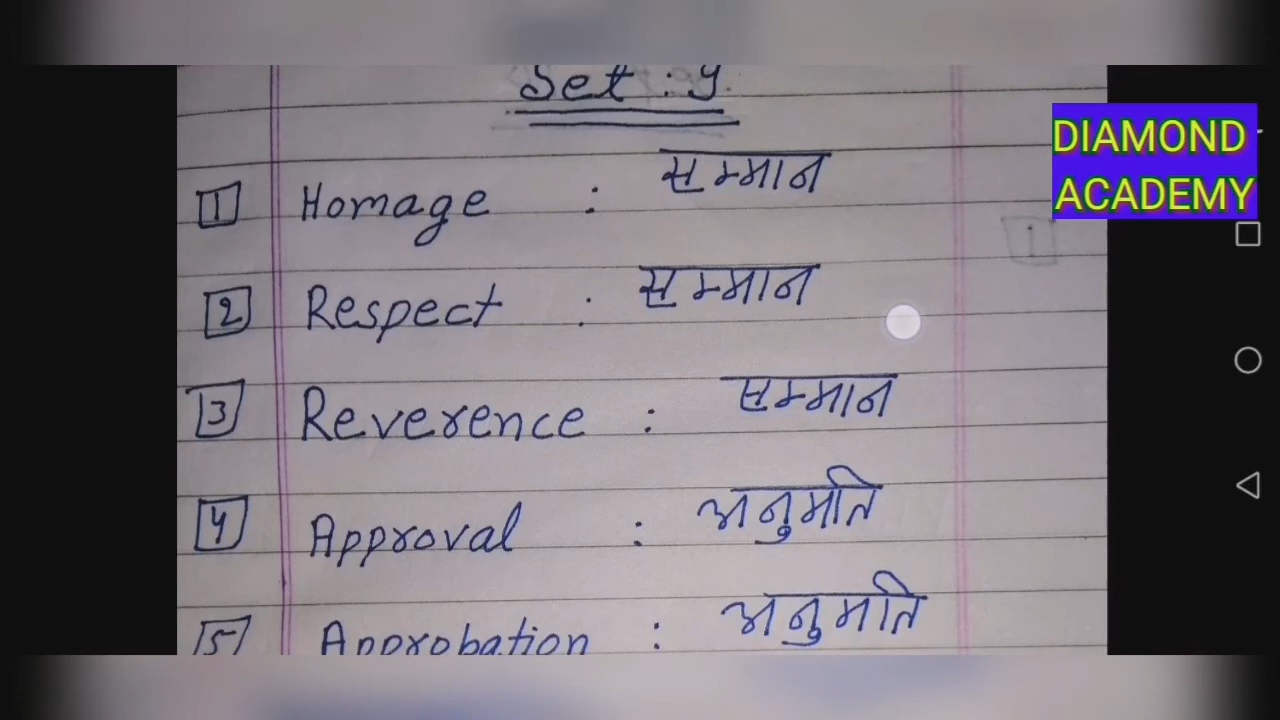 Set : 9
1 Homage : सम्मान
2 Respect : सम्मान
3 Reverence : सम्मान
4 Approval : अनुमति
5 Approbation : अनुमति
DIAMOND
ACADEMY